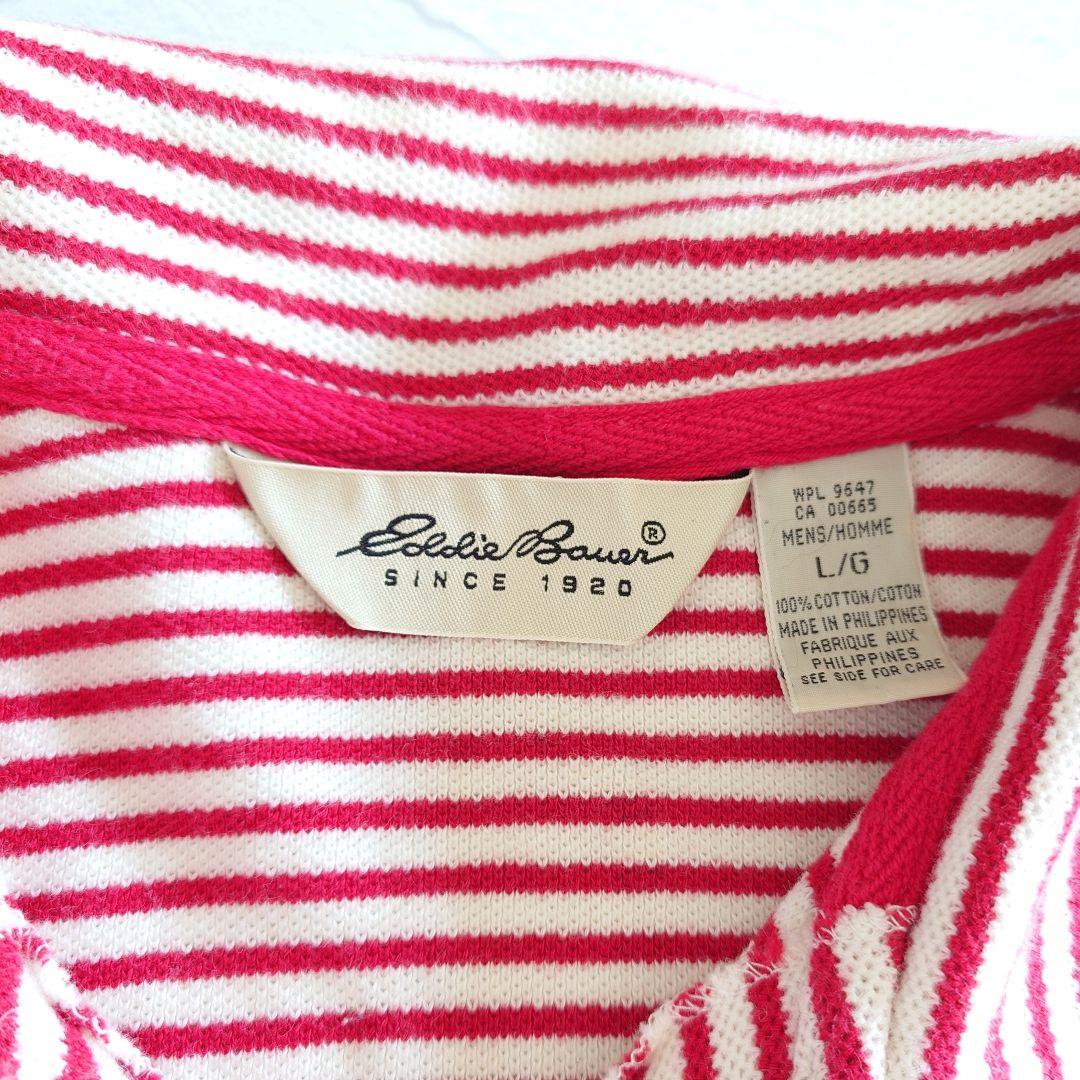 Eddie Bauer®
SINCE 1920
WPL 9647
CA 00665
MENS/HOMME
L/G
100% COTTON/COTON
MADE IN PHILIPPINES
FABRIQUE AUX
PHILIPPINES
SEE SIDE FOR CARE